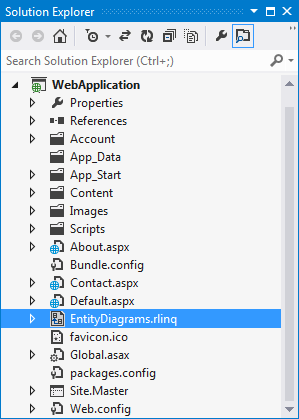 Solution Explorer
Search Solution Explorer (Ctrl+;)
WebApplication
Properties
References
Account
App_Data
App_Start
Content
Images
Scripts
About.aspx
Bundle.config
Contact.aspx
Default.aspx
EntityDiagrams.rlinq
favicon.ico
Global.asax
packages.config
Site.Master
Web.config